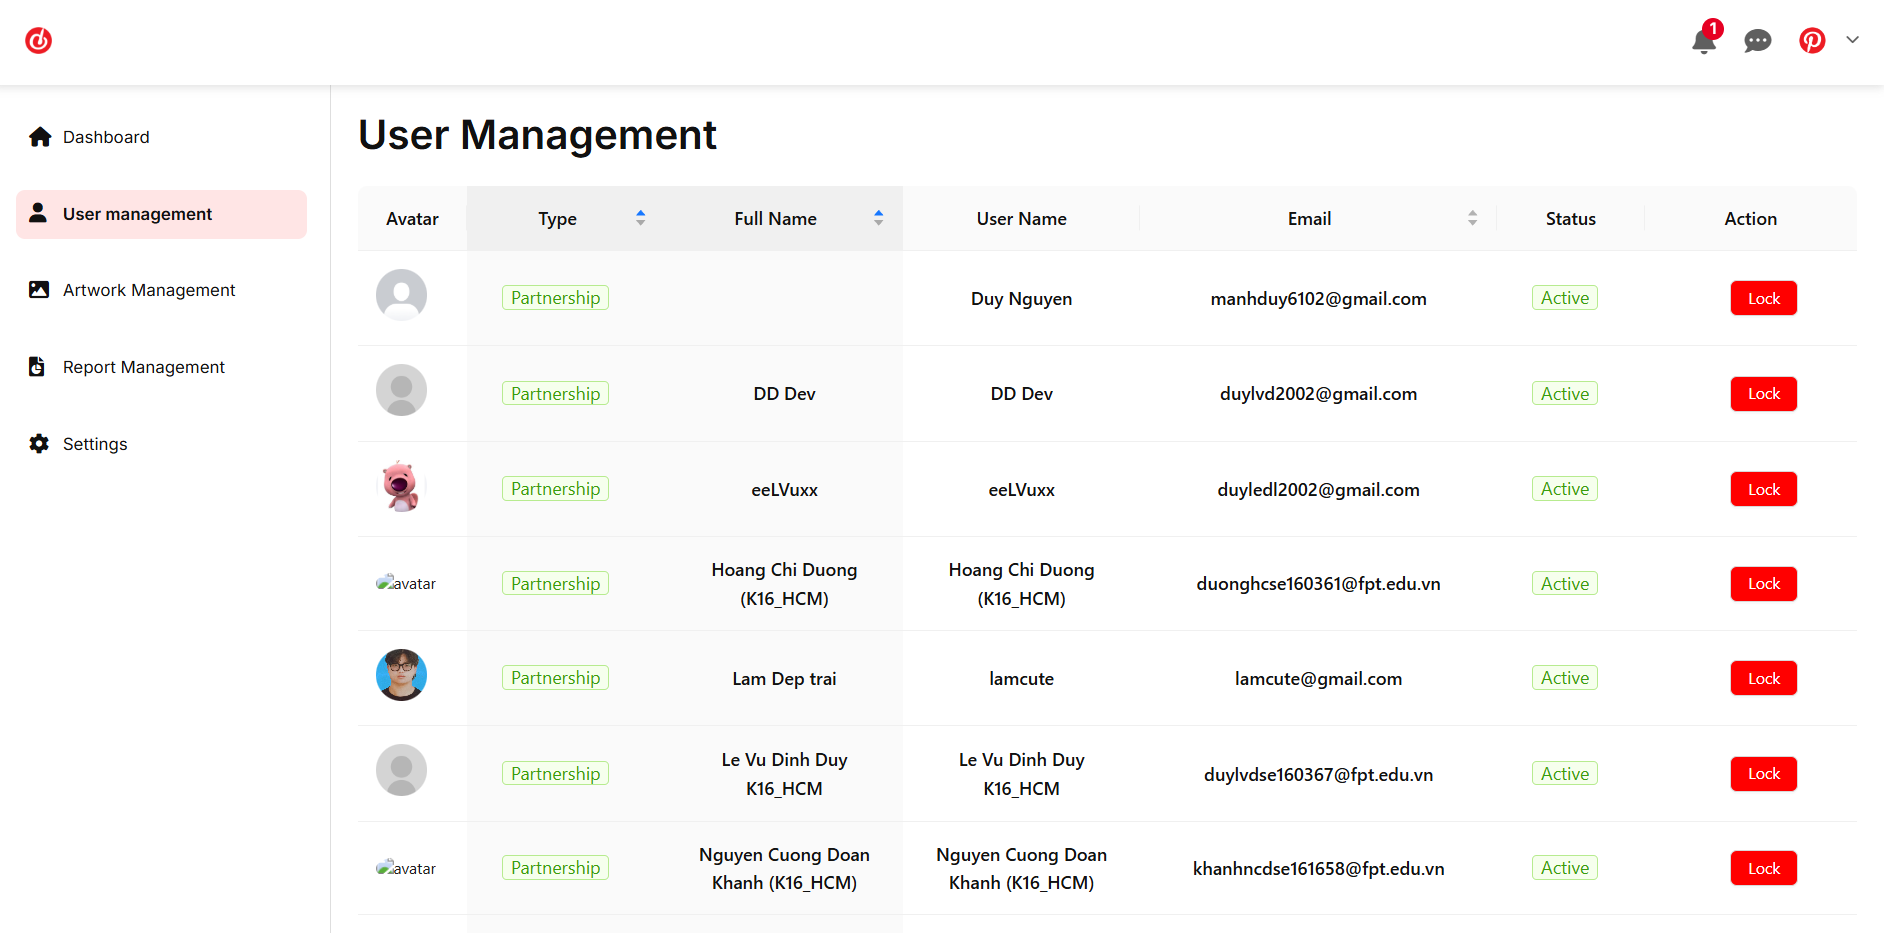 1
Dashboard
User management
Artwork Management
Report Management
Settings
User Management
Avatar Type Full Name User Name Email Status Action
Partnership Duy Nguyen manhduy6102@gmail.com Active Lock
Partnership DD Dev DD Dev duylvd2002@gmail.com Active Lock
Partnership eeLVuxx eeLVuxx duyledl2002@gmail.com Active Lock
avatar Partnership Hoang Chi Duong Hoang Chi Duong duonghcse160361@fpt.edu.vn Active Lock
(K16_HCM) (K16_HCM)
Partnership Lam Dep trai lamcute lamcute@gmail.com Active Lock
Partnership Le Vu Dinh Duy Le Vu Dinh Duy duylvdse160367@fpt.edu.vn Active Lock
K16_HCM K16_HCM
avatar Partnership Nguyen Cuong Doan Nguyen Cuong Doan khanhncdse161658@fpt.edu.vn Active Lock
Khanh (K16_HCM) Khanh (K16_HCM)